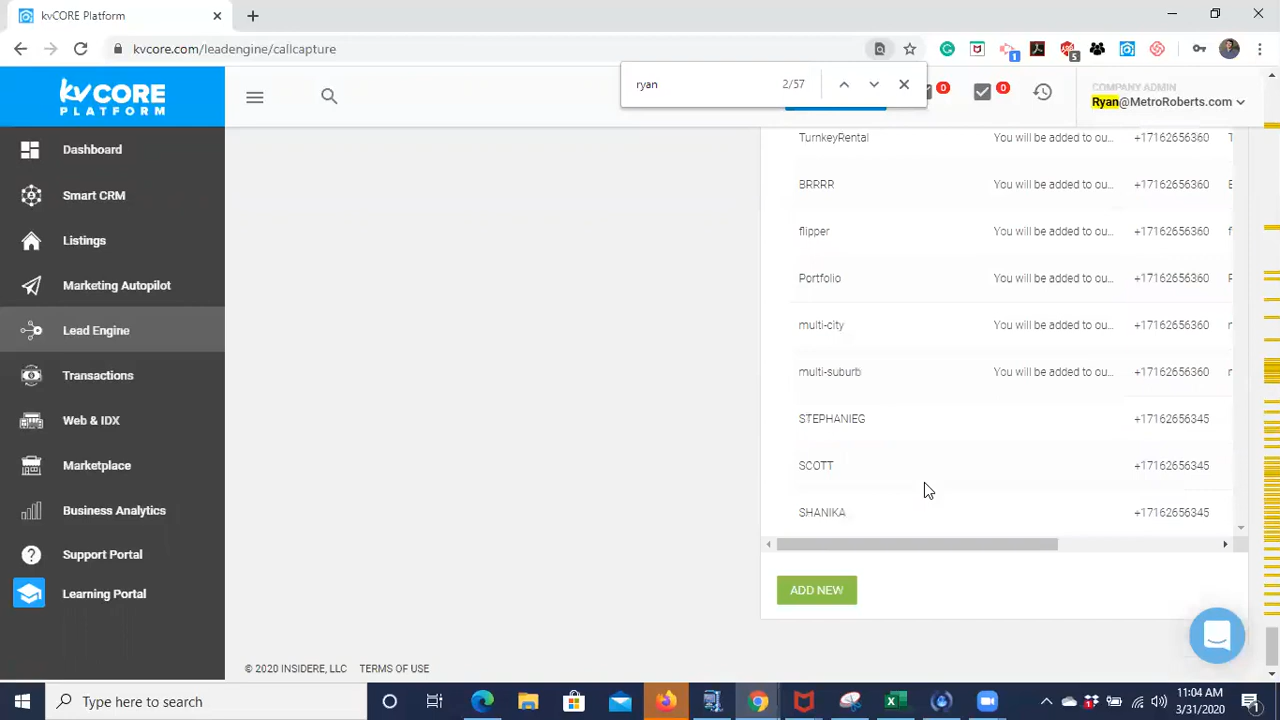 kvCORE Platform
kvcore.com/leadengine/callcapture
1
5
ryan 2/57
kvCORE
PLATFORM
0
0
COMPANY ADMIN
Ryan@MetroRoberts.com
Dashboard
Smart CRM
Listings
Marketing Autopilot
Lead Engine
Transactions
Web & IDX
Marketplace
Business Analytics
Support Portal
Learning Portal
TurnkeyRental You will be added to ou... +17162656360 T
BRRRR You will be added to ou... +17162656360
flipper You will be added to ou... +17162656360
Portfolio You will be added to ou... +17162656360
multi-city You will be added to ou... +17162656360
multi-suburb You will be added to ou... +17162656360
STEPHANIEG +17162656345
SCOTT +17162656345
SHANIKA +17162656345
ADD NEW
© 2020 INSIDERE, LLC TERMS OF USE
Type here to search
11:04 AM
3/31/2020
1